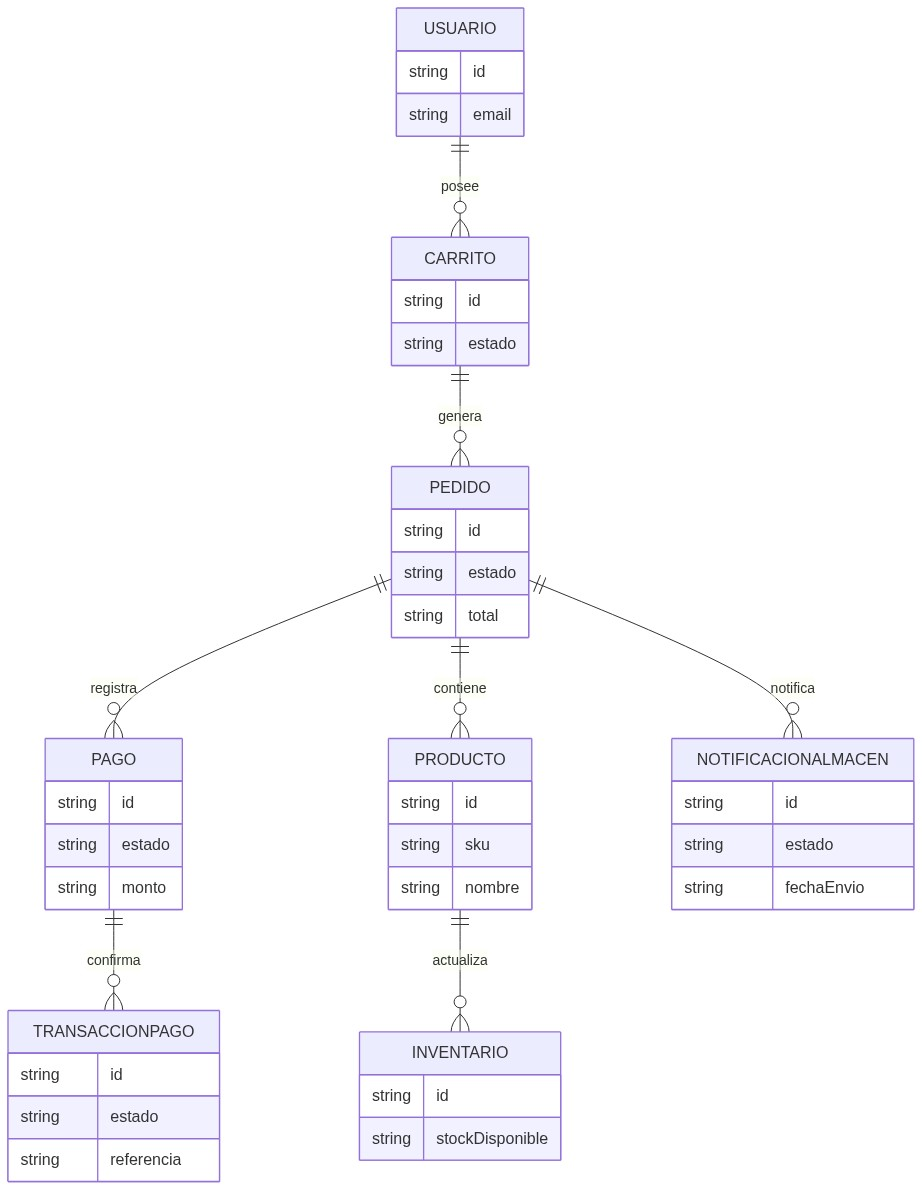 USUARIO
string id
string email
posee
CARRITO
string id
string estado
genera
PEDIDO
string id
string estado
string total
registra contiene notifica
PAGO
string id
string estado
string monto
PRODUCTO
string id
string sku
string nombre
NOTIFICACIONALMACEN
string id
string estado
string fechaEnvio
confirma actualiza
TRANSACCIONPAGO
string id
string estado
string referencia
INVENTARIO
string id
string stockDisponible